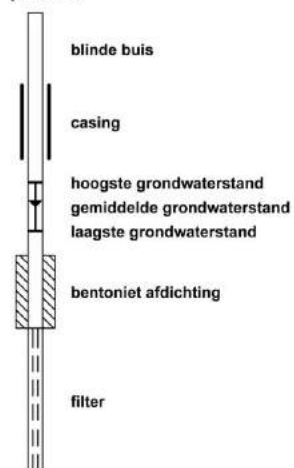 blinde buis
casing
hoogste grondwaterstand
gemiddelde grondwaterstand
laagste grondwaterstand
bentoniet afdichting
filter